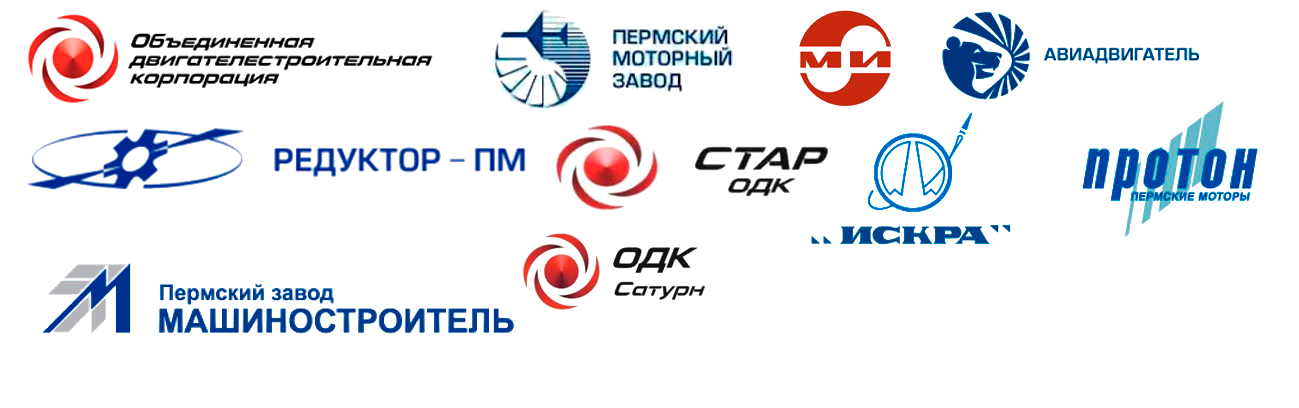 Объединенная
двигателестроительная
корпорация
ПЕРМСКИЙ
МОТОРНЫЙ
ЗАВОД
МИ
АВИАДВИГАТЕЛЬ
РЕДУКТОР – ПМ
СТАР
ОДК
„ИСКРА”
ПРОТОН
ПЕРМСКИЕ МОТОРЫ
ОДК
Сатурн
Пермский завод
МАШИНОСТРОИТЕЛЬ